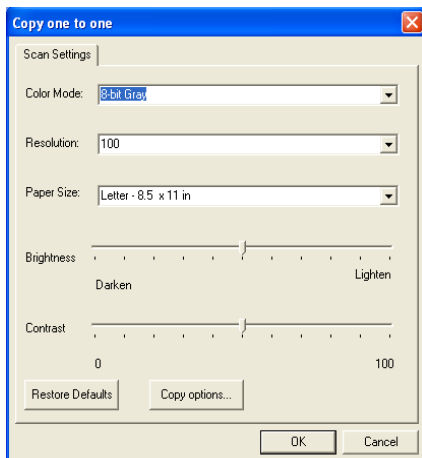 Copy one to one
Scan Settings
Color Mode: 8-bit Gray
Resolution: 100
Paper Size: Letter - 8.5 x 11 in
Brightness
Darken Lighten
Contrast
0 100
Restore Defaults Copy options...
OK Cancel